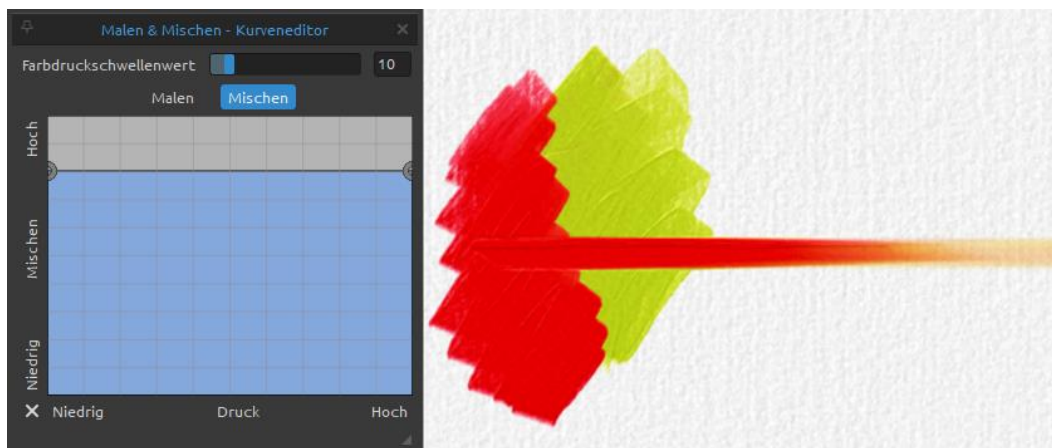 Malen & Mischen - Kurveneditor
Farbdruckschwellenwert 10
Malen Mischen
Hoch
Mischen
Niedrig
Niedrig Druck Hoch